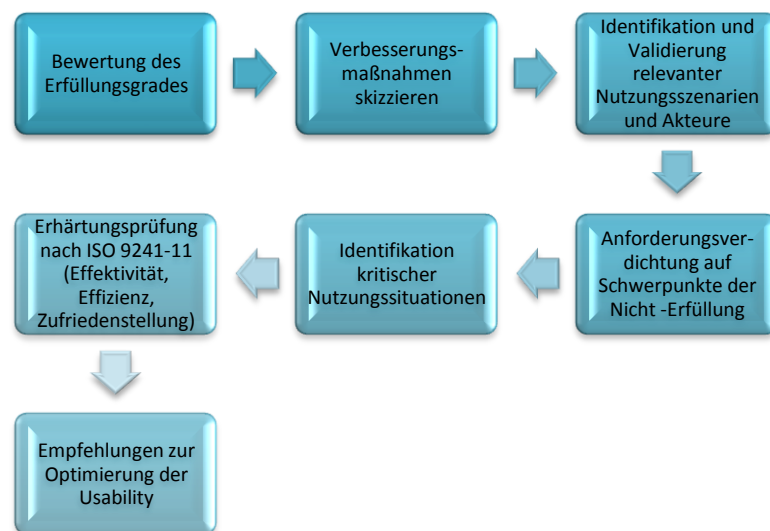 Bewertung des
Erfüllungsgrades
Verbesserungs-
maßnahmen
skizzieren
Identifikation und
Validierung
relevanter
Nutzungsszenarien
und Akteure
Anforderungsver-
dichtung auf
Schwerpunkte der
Nicht -Erfüllung
Identifikation
kritischer
Nutzungssituationen
Erhärtungsprüfung
nach ISO 9241-11
(Effektivität,
Effizienz,
Zufriedenstellung)
Empfehlungen zur
Optimierung der
Usability